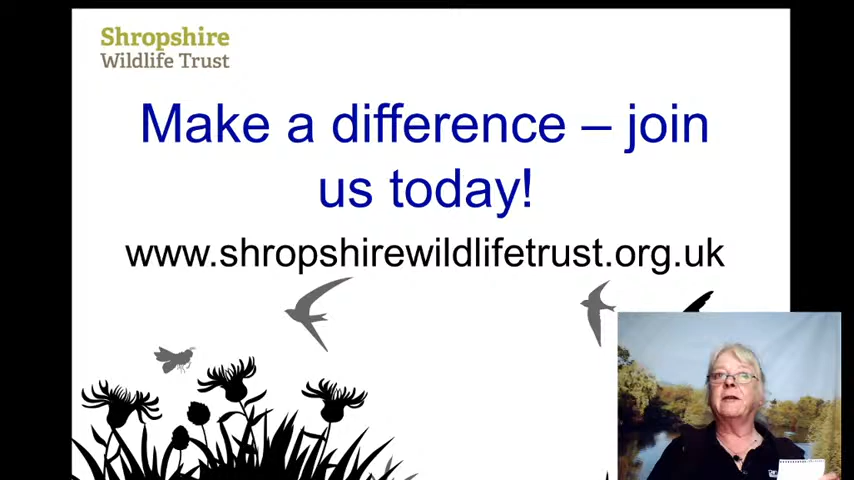 Shropshire
Wildlife Trust
Make a difference – join
us today!
www.shropshirewildlifetrust.org.uk